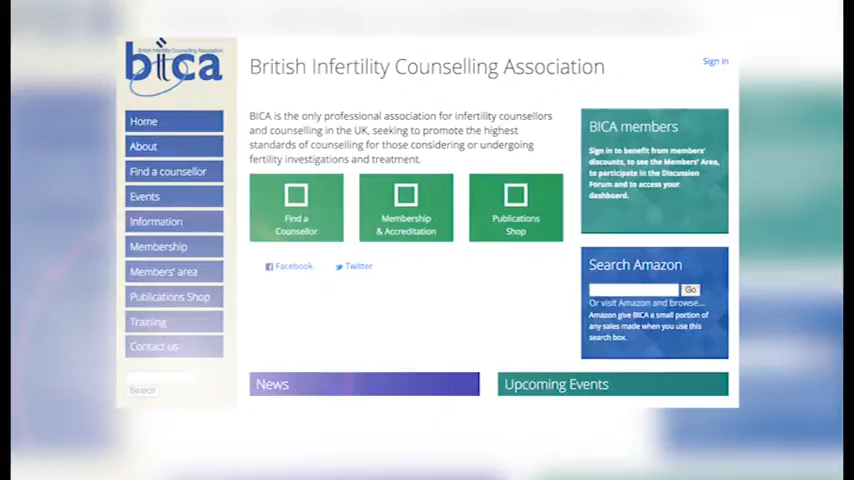 British Infertility Counselling Association
bica
Home
About
Find a counsellor
Events
Information
Membership
Members' area
Publications Shop
Training
Contact us
Search
British Infertility Counselling Association
Sign in
BICA is the only professional association for infertility counsellors
and counselling in the UK, seeking to promote the highest
standards of counselling for those considering or undergoing
fertility investigations and treatment.
Find a
Counsellor
Membership
& Accreditation
Publications
Shop
Facebook
Twitter
BICA members
Sign in to benefit from members'
discounts, to see the Members' Area,
to participate in the Discussion
Forum and to access your
dashboard.
Search Amazon
Go
Or visit Amazon and browse...
Amazon give BICA a small portion of
any sales made when you use this
search box.
News
Upcoming Events